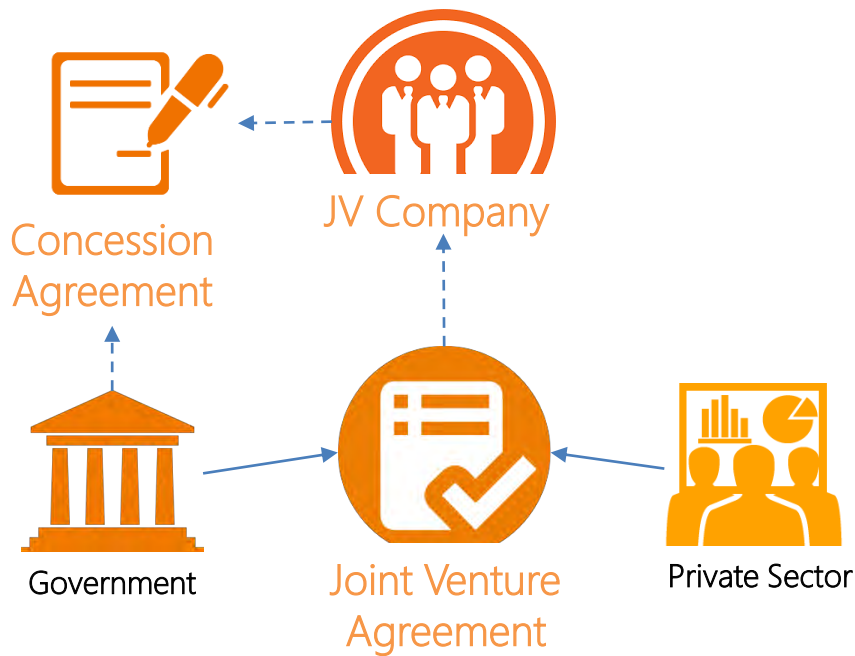 JV Company
Concession
Agreement
Government
Joint Venture
Agreement
Private Sector